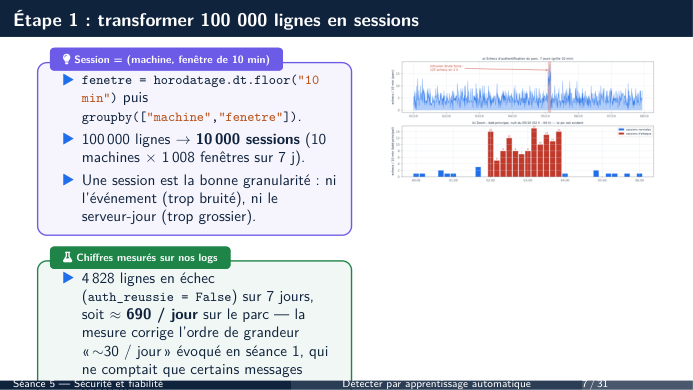 Étape 1 : transformer 100 000 lignes en sessions
Session = (machine, fenêtre de 10 min)
fenetre = horodatage.dt.floor("10
min") puis
groupby(["machine","fenetre"]).
100 000 lignes → 10 000 sessions (10
machines × 1 008 fenêtres sur 7 j).
Une session est la bonne granularité : ni
l'événement (trop bruité), ni le
serveur-jour (trop grossier).
Chiffres mesurés sur nos logs
4 828 lignes en échec
(auth_reussie = False) sur 7 jours,
soit ≈ 690 / jour sur le parc — la
mesure corrige l'ordre de grandeur
« ~30 / jour » évoqué en séance 1, qui
ne comptait que certains messages
Séance 5 — Sécurité et fiabilité
Détecter par apprentissage automatique
7 / 31